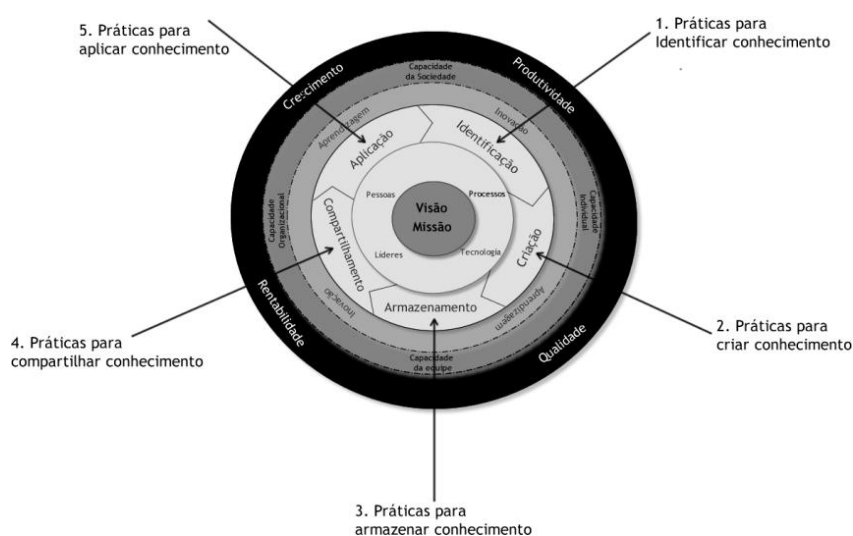 5. Práticas para
aplicar conhecimento
1. Práticas para
Identificar conhecimento
Crescimento
Capacidade
da Sociedade
Produtividade
Aprendizagem
Inovação
Aplicação
Identificação
Pessoas
Processos
Capacidade
Organizacional
Visão
Missão
Capacidade
Individual
Compartilhamento
Criação
Líderes
Tecnologia
Armazenamento
Inovação
Aprendizagem
Rentabilidade
Capacidade
da equipe
Qualidade
4. Práticas para
compartilhar conhecimento
2. Práticas para
criar conhecimento
3. Práticas para
armazenar conhecimento